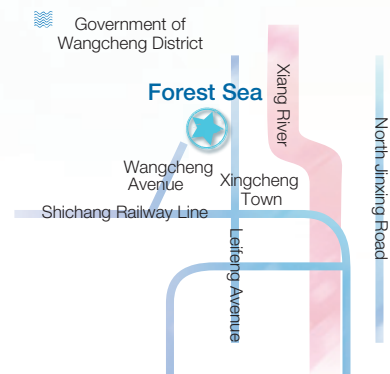 Government of
Wangcheng District
Forest Sea
Xiang River
North Jinxing Road
Wangcheng
Avenue
Xingcheng
Town
Shichang Railway Line
Leifeng Avenue